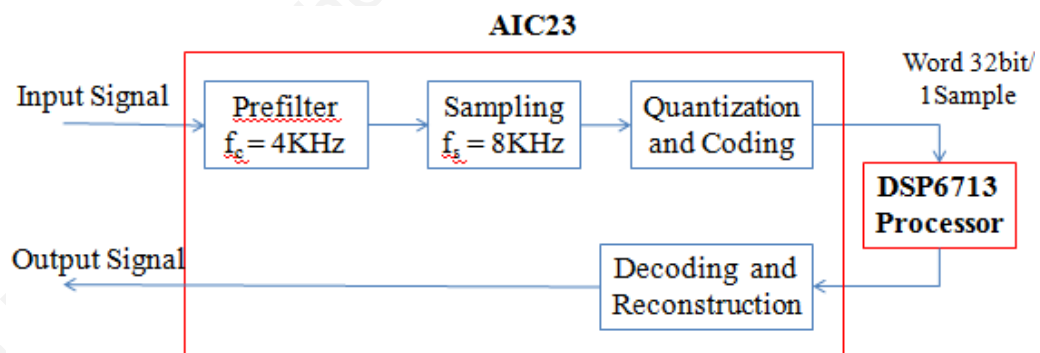 AIC23
Word 32bit/
1Sample
Input Signal
Prefilter
fc = 4KHz
Sampling
fs = 8KHz
Quantization
and Coding
DSP6713
Processor
Output Signal
Decoding and
Reconstruction